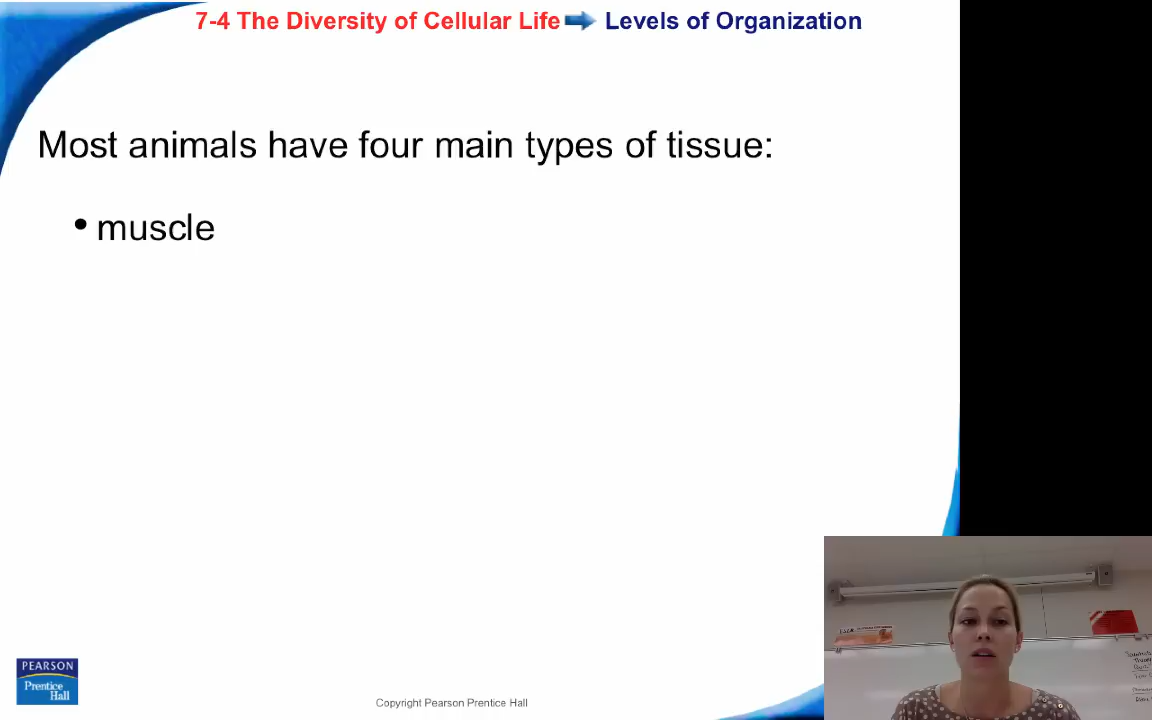 7-4 The Diversity of Cellular Life Levels of Organization
Most animals have four main types of tissue:
• muscle
PEARSON
Prentice
Hall
Copyright Pearson Prentice Hall